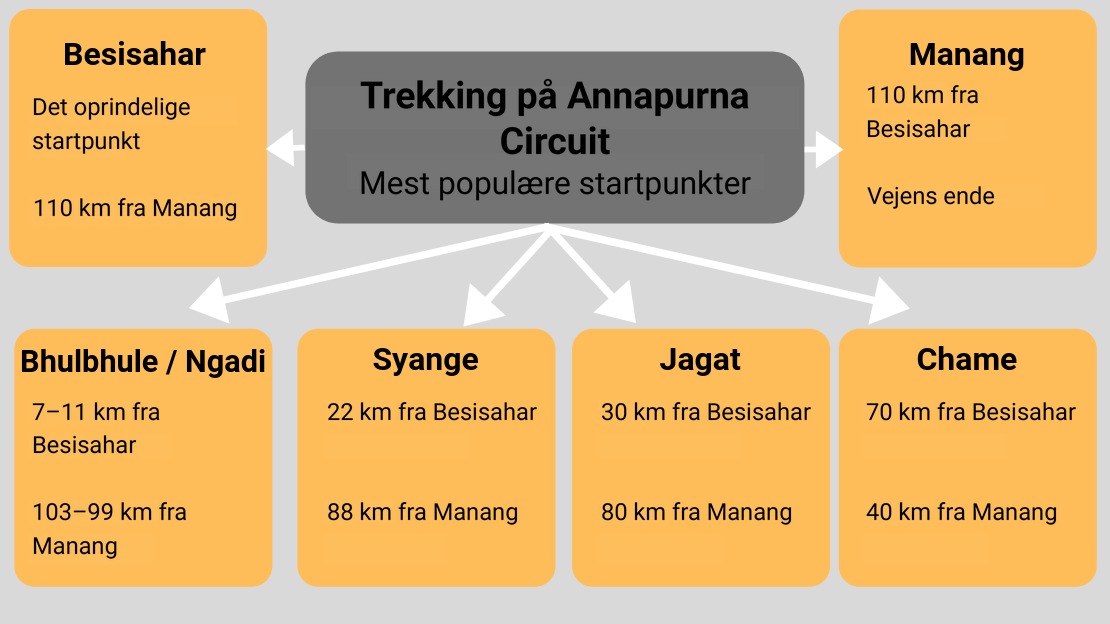 Trekking på Annapurna
Circuit
Mest populære startpunkter
Besisahar
Det oprindelige
startpunkt
110 km fra Manang
Manang
110 km fra
Besisahar
Vejens ende
Bhulbhule / Ngadi
7–11 km fra
Besisahar
103–99 km fra
Manang
Syange
22 km fra Besisahar
88 km fra Manang
Jagat
30 km fra Besisahar
80 km fra Manang
Chame
70 km fra Besisahar
40 km fra Manang